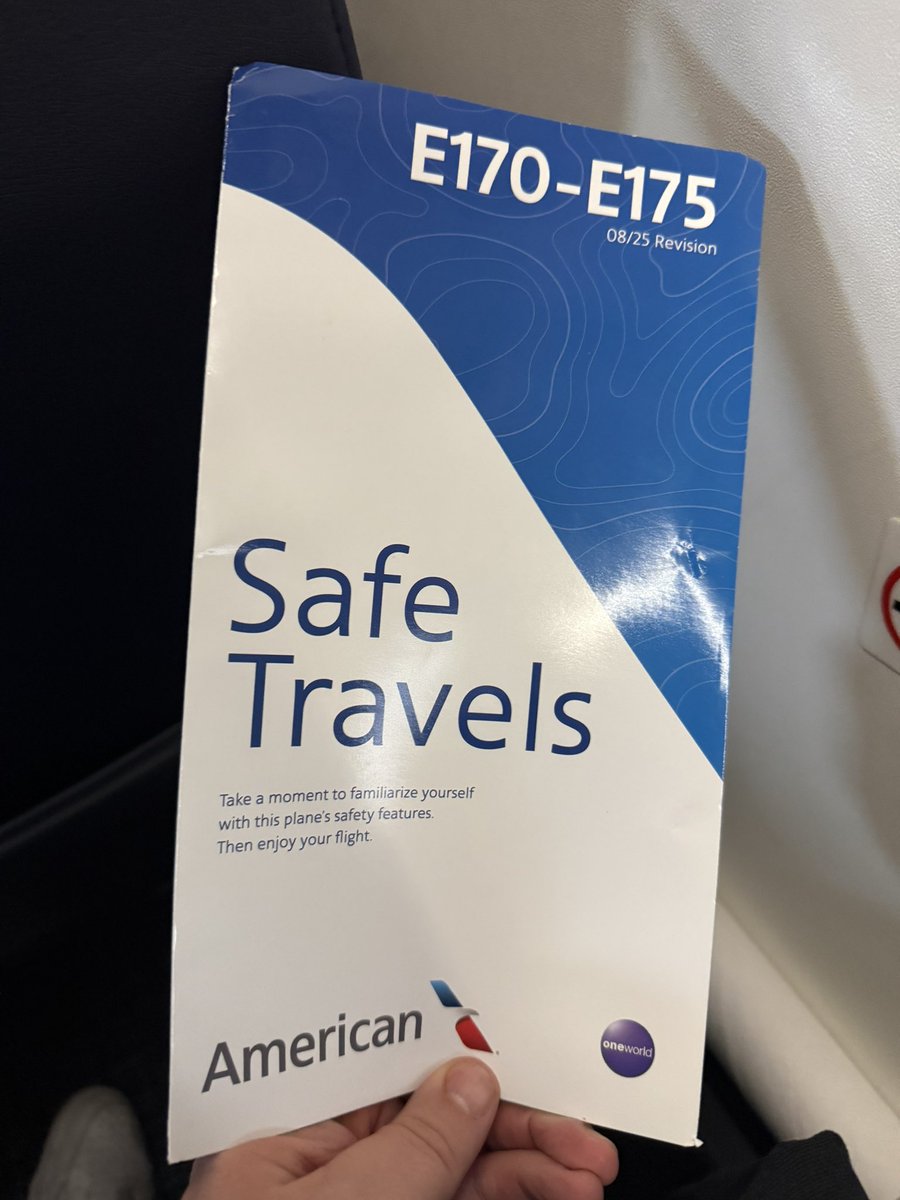 E170–E175
08/25 Revision
Safe
Travels
Take a moment to familiarize yourself
with this plane's safety features.
Then enjoy your flight.
American
oneworld